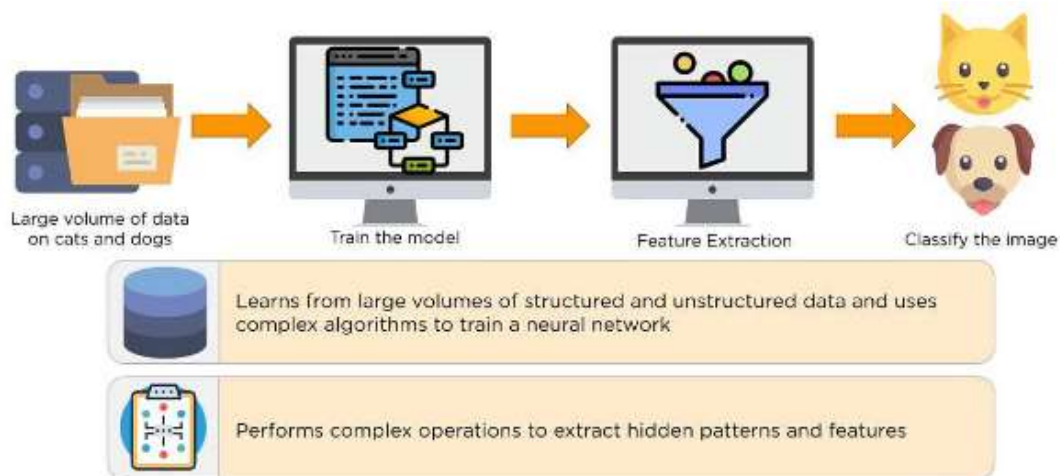 Large volume of data
on cats and dogs
Train the model
Feature Extraction
Classify the image
Learns from large volumes of structured and unstructured data and uses
complex algorithms to train a neural network
Performs complex operations to extract hidden patterns and features